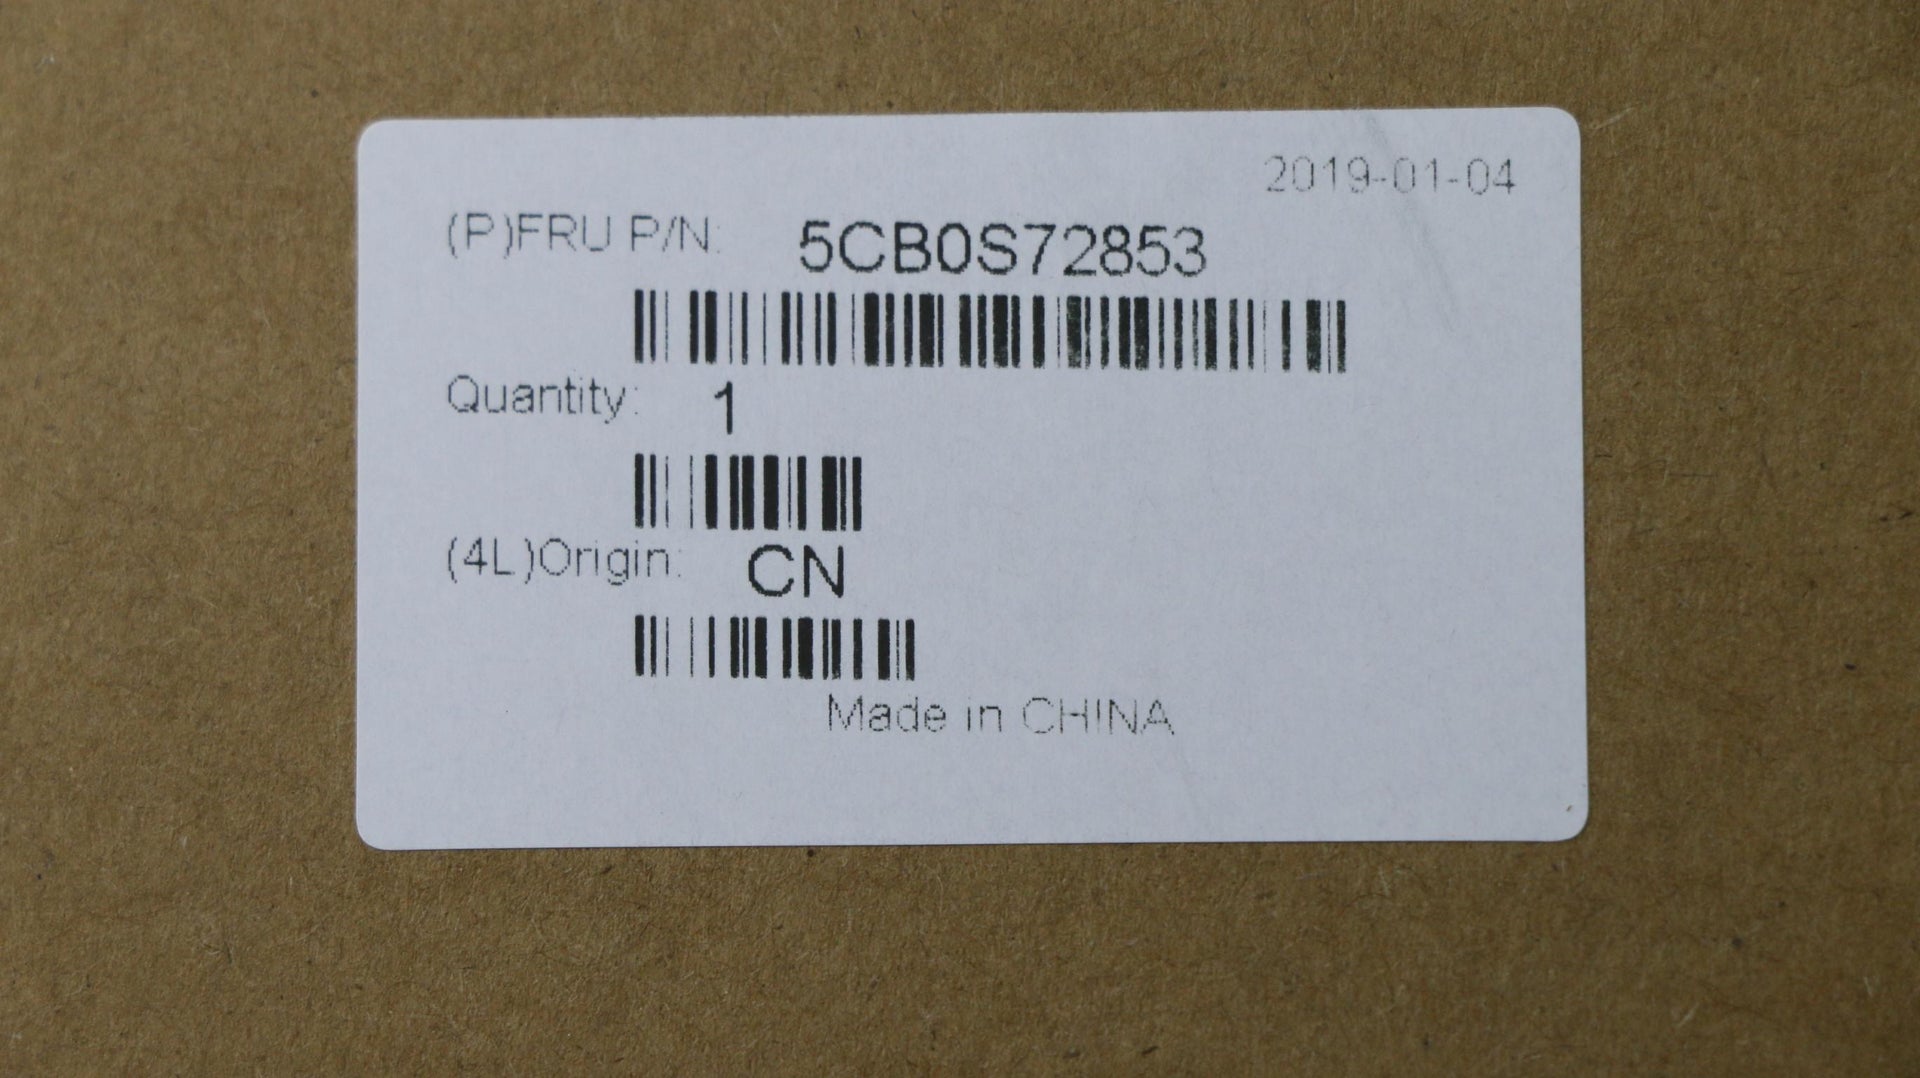 2019-01-04
(P)FRU P/N: 5CB0S72853
Quantity: 1
(4L)Origin: CN
Made in CHINA